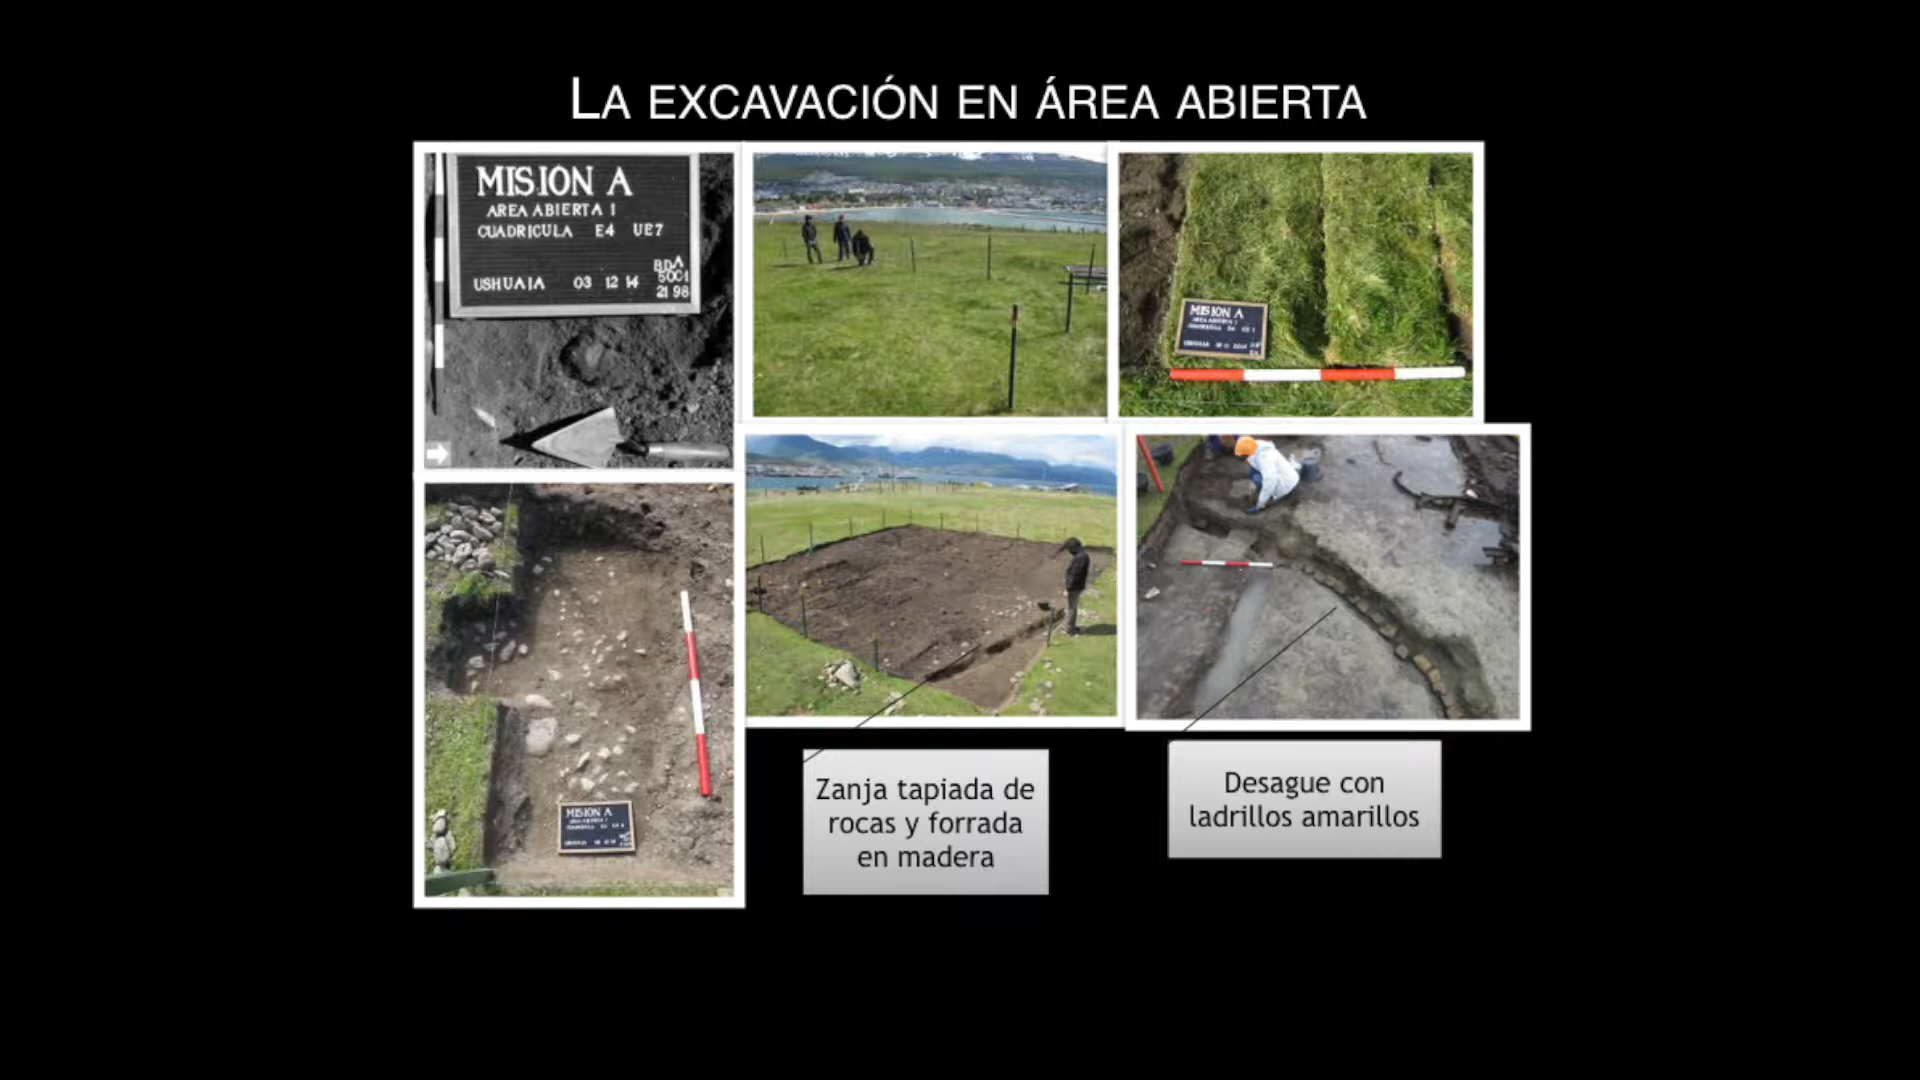 LA EXCAVACIÓN EN ÁREA ABIERTA
MISION A
AREA ABIERTA 1
CUADRICULA E4 UE7
BDA
5001
USHUAIA 03 12 14
21 98
MISION A
MISION A
Zanja tapiada de
rocas y forrada
en madera
Desague con
ladrillos amarillos